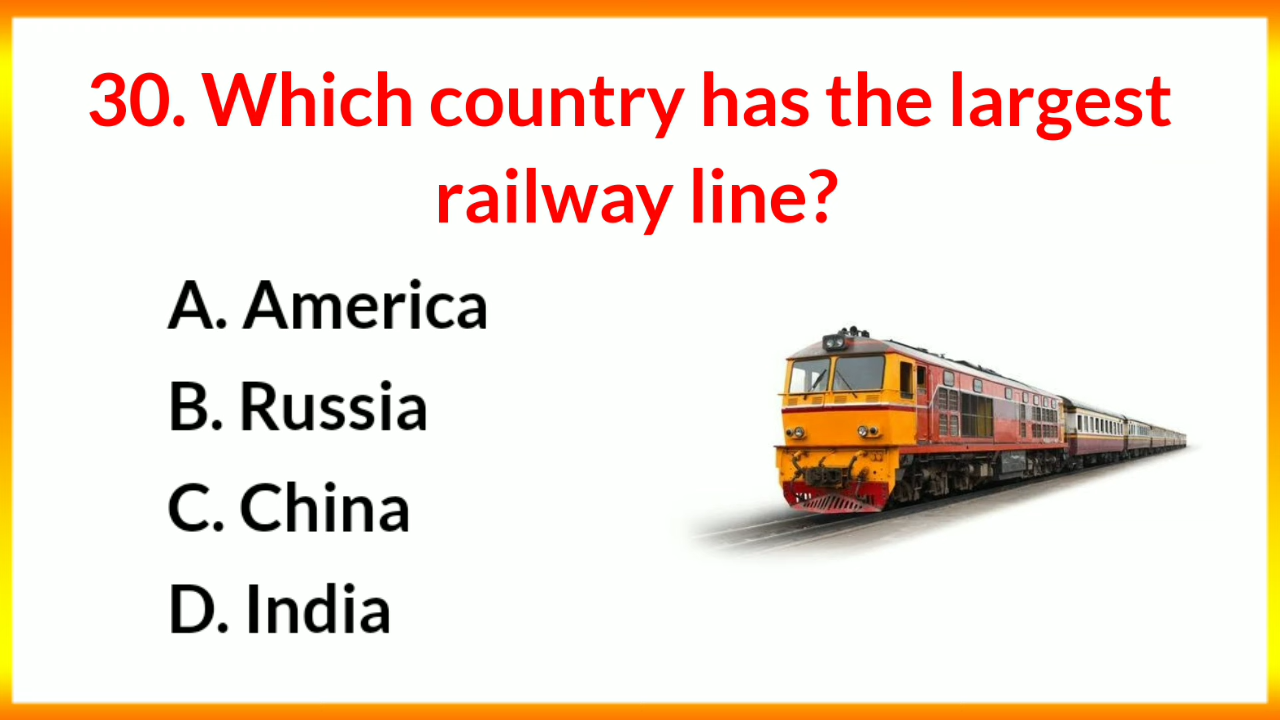 30. Which country has the largest
railway line?
A. America
B. Russia
C. China
D. India